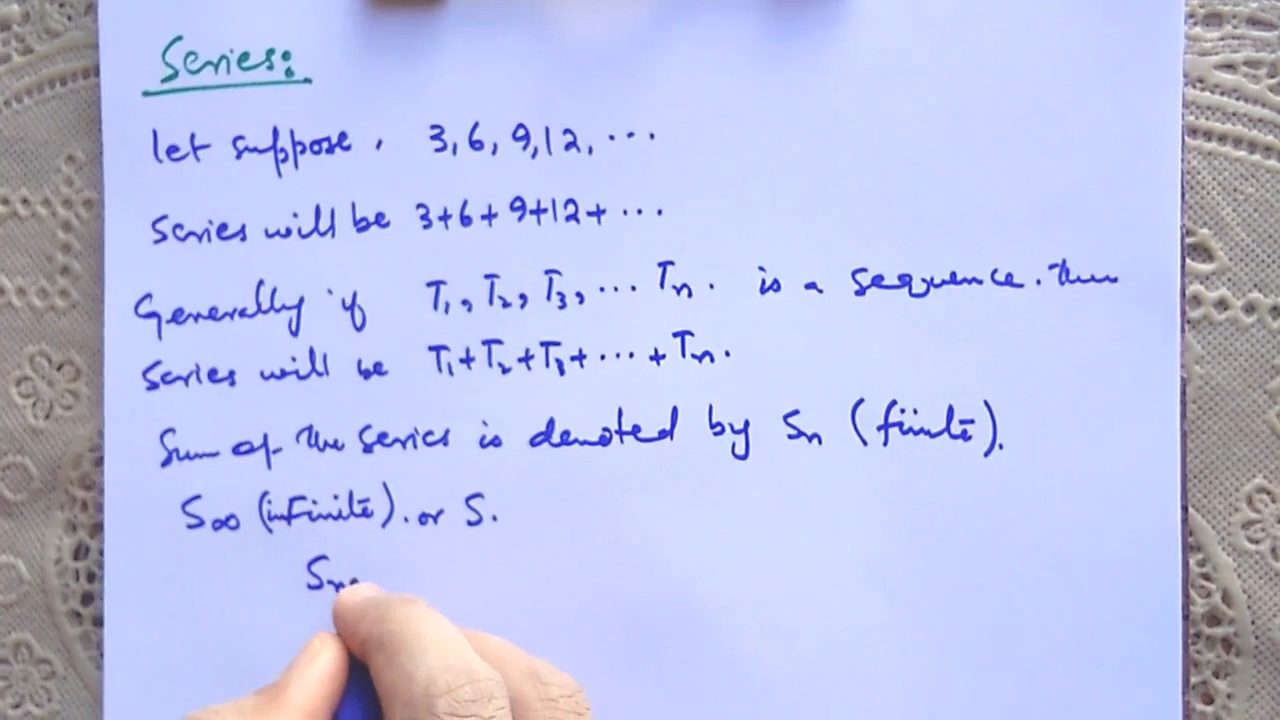 Series:
let suppose, 3, 6, 9, 12, ...
Series will be 3+6+9+12+ ...
Generally if T₁, T₂, T₃, ... Tₙ. is a sequence. then
Series will be T₁+T₂+T₃+ ... +Tₙ.
Sum of the series is denoted by Sₙ (finite).
S∞ (infinite). or S.
Sₙ